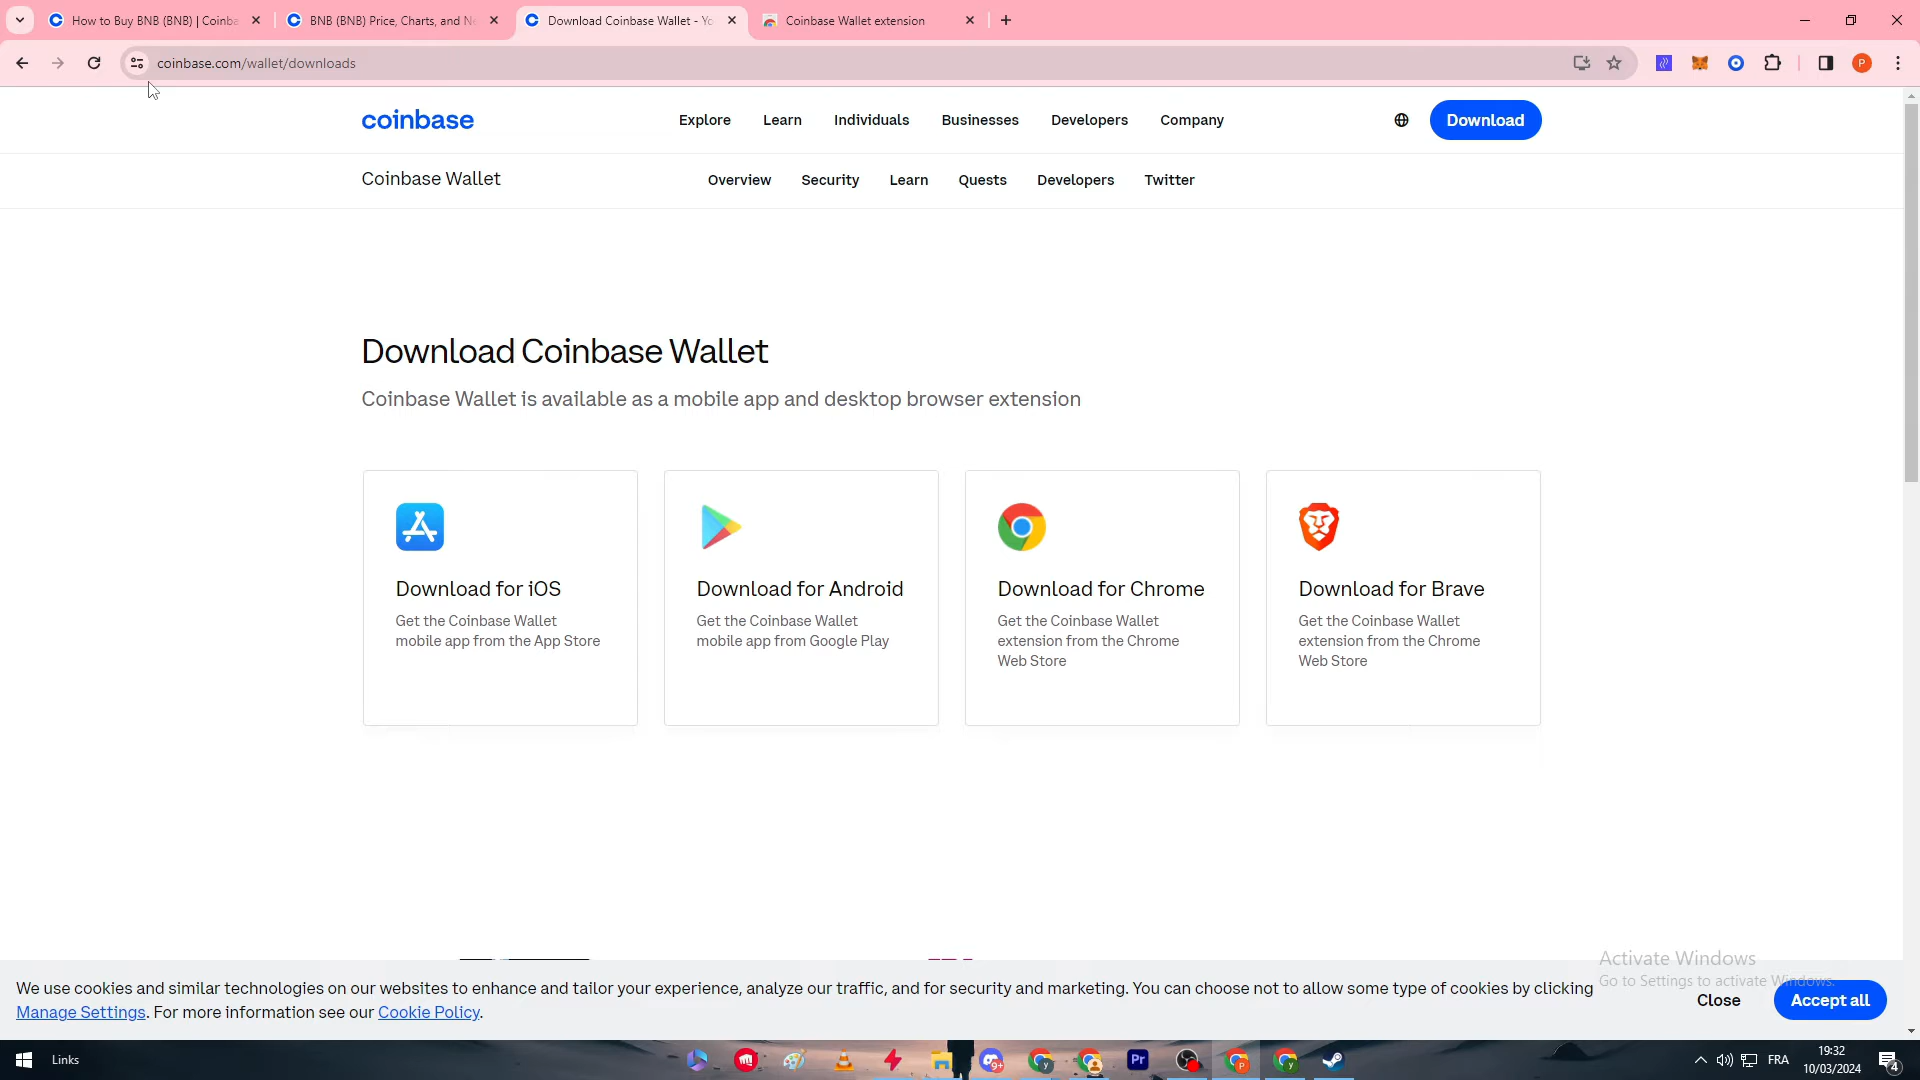 How to Buy BNB (BNB) | Coinba
BNB (BNB) Price, Charts, and Ne
Download Coinbase Wallet - Yo
Coinbase Wallet extension
coinbase.com/wallet/downloads
P
coinbase
Explore
Learn
Individuals
Businesses
Developers
Company
Download
Coinbase Wallet
Overview
Security
Learn
Quests
Developers
Twitter
Download Coinbase Wallet
Coinbase Wallet is available as a mobile app and desktop browser extension
Download for iOS
Get the Coinbase Wallet
mobile app from the App Store
Download for Android
Get the Coinbase Wallet
mobile app from Google Play
Download for Chrome
Get the Coinbase Wallet
extension from the Chrome
Web Store
Download for Brave
Get the Coinbase Wallet
extension from the Chrome
Web Store
Activate Windows
Go to Settings to activate Windows.
We use cookies and similar technologies on our websites to enhance and tailor your experience, analyze our traffic, and for security and marketing. You can choose not to allow some type of cookies by clicking
Manage Settings. For more information see our Cookie Policy.
Close
Accept all
Links
9+
y
Pr
P
y
FRA
19:32
10/03/2024
4